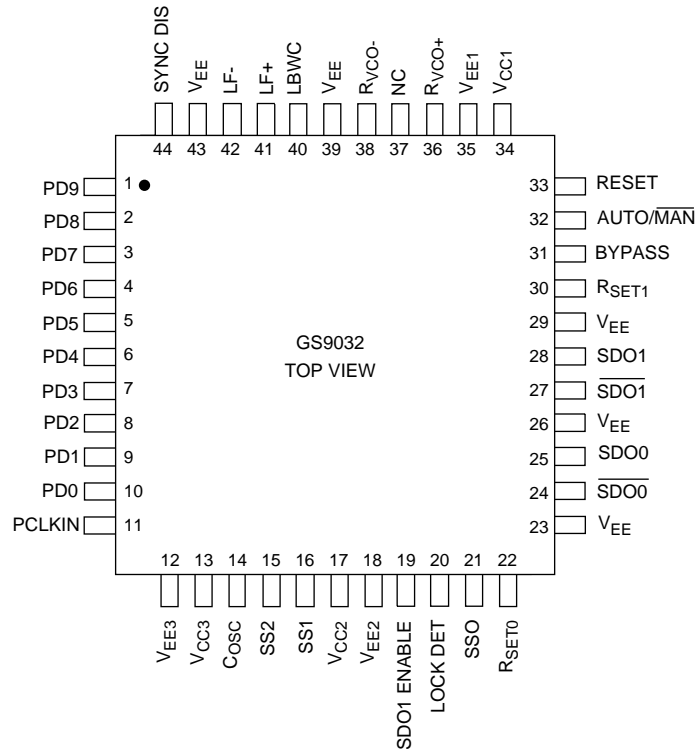 SYNC DIS
VEE
LF-
LF+
LBWC
VEE
RVCO-
NC
RVCO+
VEE1
VCC1
44 43 42 41 40 39 38 37 36 35 34
PD9 1
PD8 2
PD7 3
PD6 4
PD5 5
PD4 6
PD3 7
PD2 8
PD1 9
PD0 10
PCLKIN 11
GS9032
TOP VIEW
33 RESET
32 AUTO/MAN
31 BYPASS
30 RSET1
29 VEE
28 SDO1
27 SDO1
26 VEE
25 SDO0
24 SDO0
23 VEE
12 13 14 15 16 17 18 19 20 21 22
VEE3
VCC3
COSC
SS2
SS1
VCC2
VEE2
SDO1 ENABLE
LOCK DET
SSO
RSET0